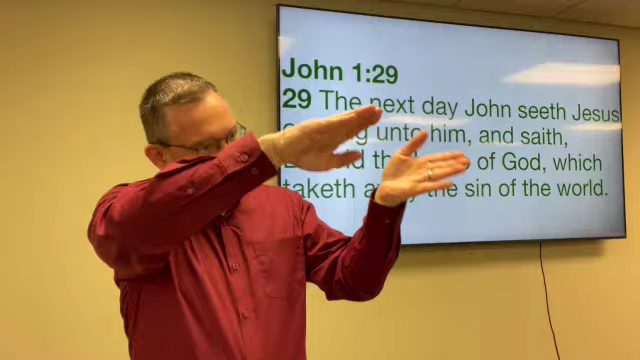 John 1:29
29 The next day John seeth Jesus
unto him, and saith,
of God, which
taketh the sin of the world.